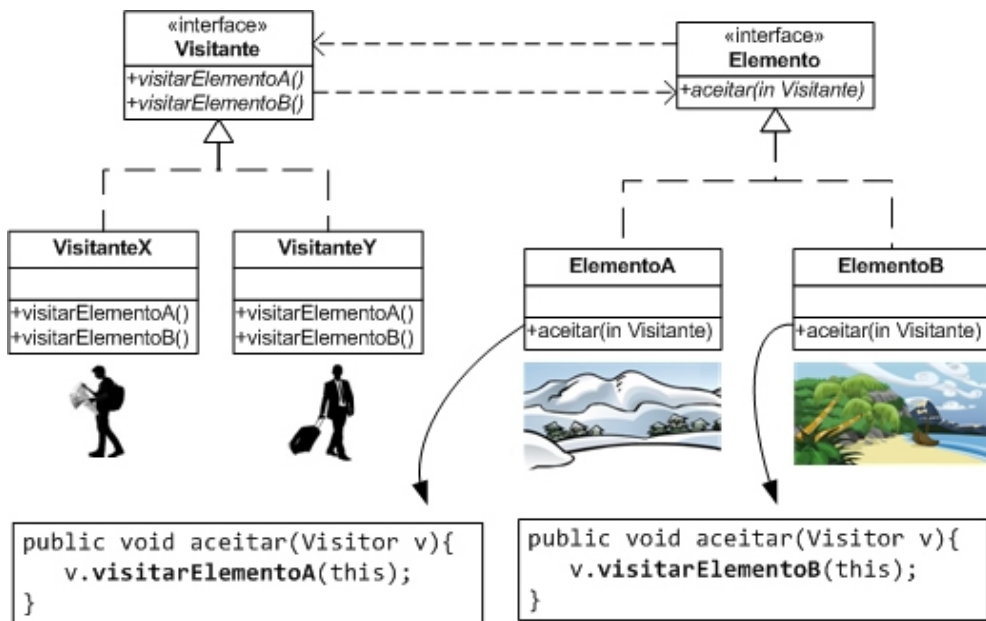 «interface»
Visitante
+visitarElementoA()
+visitarElementoB()
«interface»
Elemento
+aceitar(in Visitante)
VisitanteX
+visitarElementoA()
+visitarElementoB()
VisitanteY
+visitarElementoA()
+visitarElementoB()
ElementoA
+aceitar(in Visitante)
ElementoB
+aceitar(in Visitante)
public void aceitar(Visitor v){
v.visitarElementoA(this);
}
public void aceitar(Visitor v){
v.visitarElementoB(this);
}